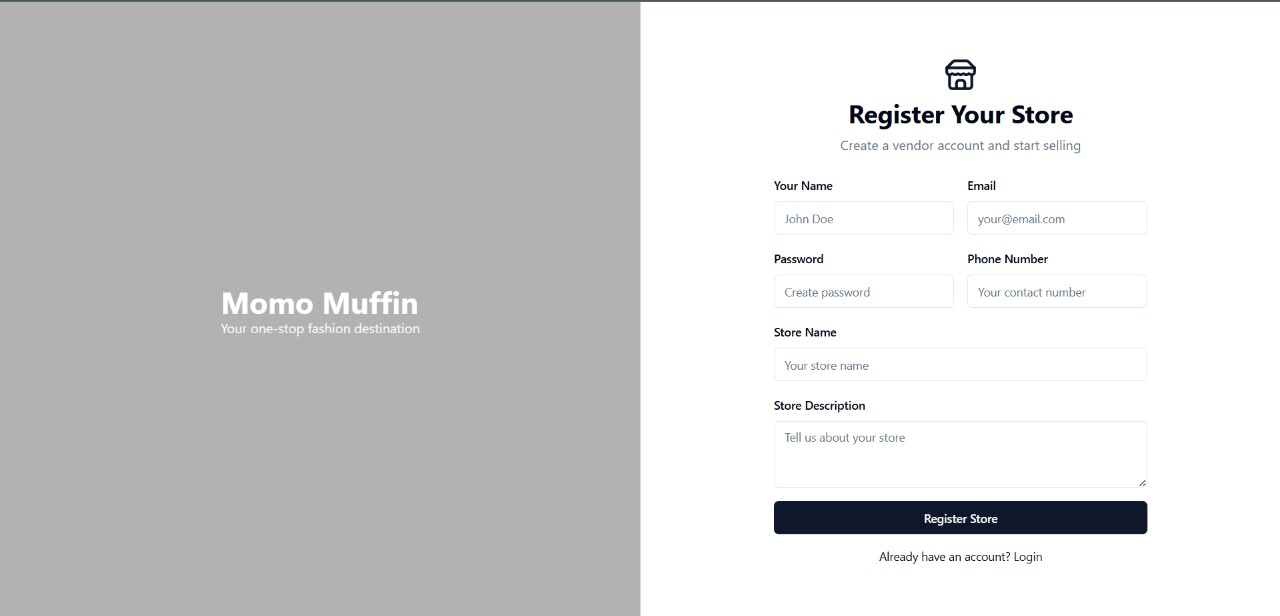 Momo Muffin
Your one-stop fashion destination
Register Your Store
Create a vendor account and start selling
Your Name
Email
John Doe
your@email.com
Password
Phone Number
Create password
Your contact number
Store Name
Your store name
Store Description
Tell us about your store
Register Store
Already have an account? Login